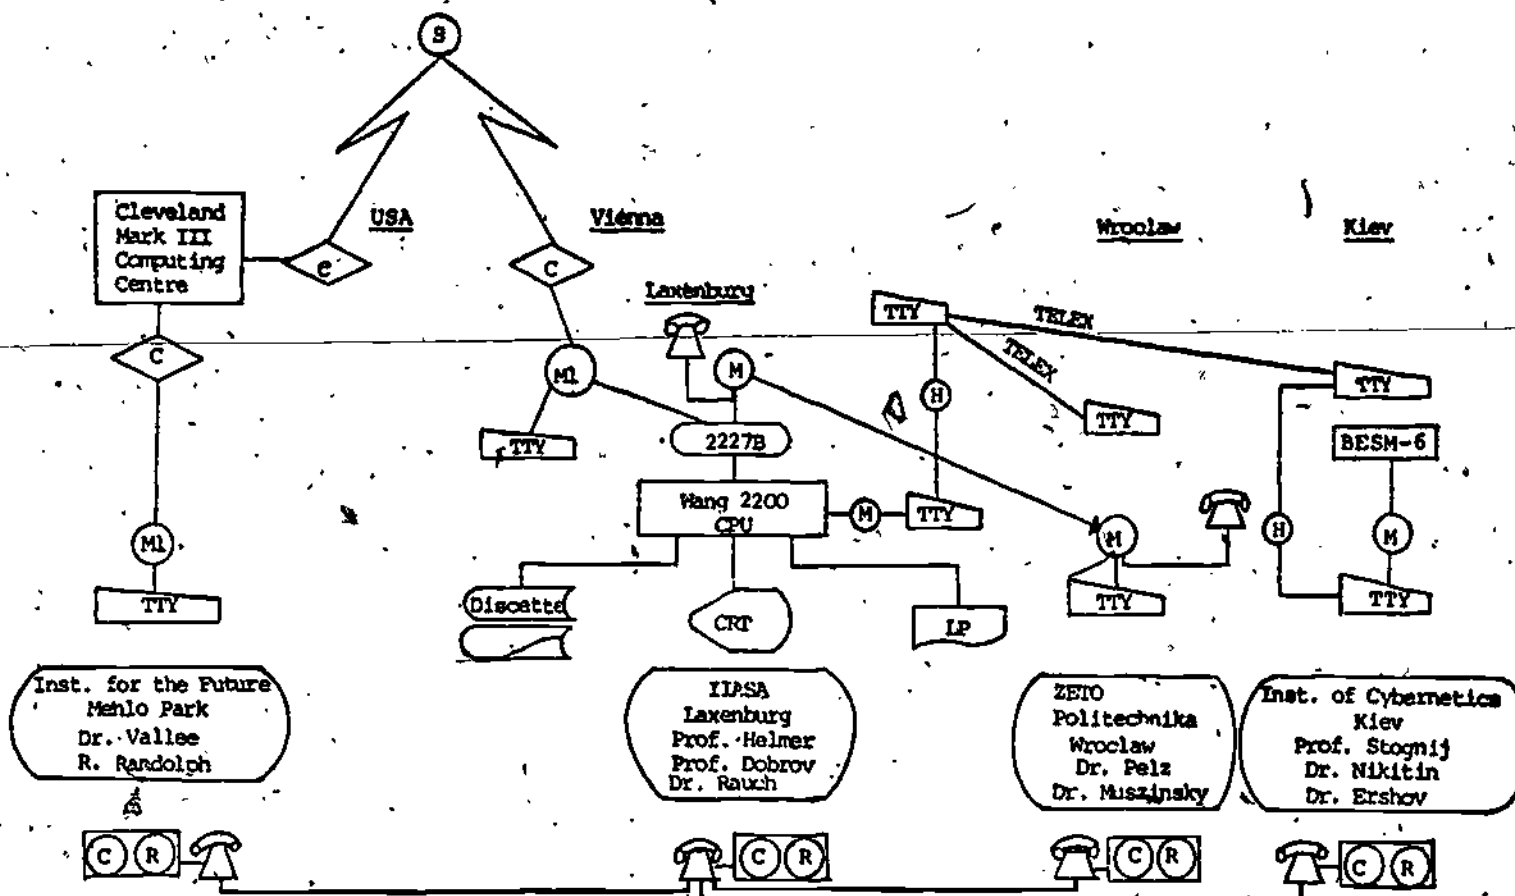 S
Cleveland
Mark III
Computing
Centre
USA
Vienna
Wroclaw
Kiev
C
C
Laxenburg
TTY
TELEX
TELEX
C
M1
M
H
TTY
TTY
TTY
2227B
BESM-6
Wang 2200
CPU
M
TTY
M
H
M
M1
TTY
Discette
CRT
LP
TTY
TTY
Inst. for the Future
Menlo Park
Dr. Vallee
R. Randolph
IIASA
Laxenburg
Prof. Helmer
Prof. Dobrov
Dr. Rauch
ZETO
Politechnika
Wroclaw
Dr. Pelz
Dr. Muszinsky
Inst. of Cybernetics
Kiev
Prof. Stognij
Dr. Nikitin
Dr. Ershov
C R
C R
C R
C R